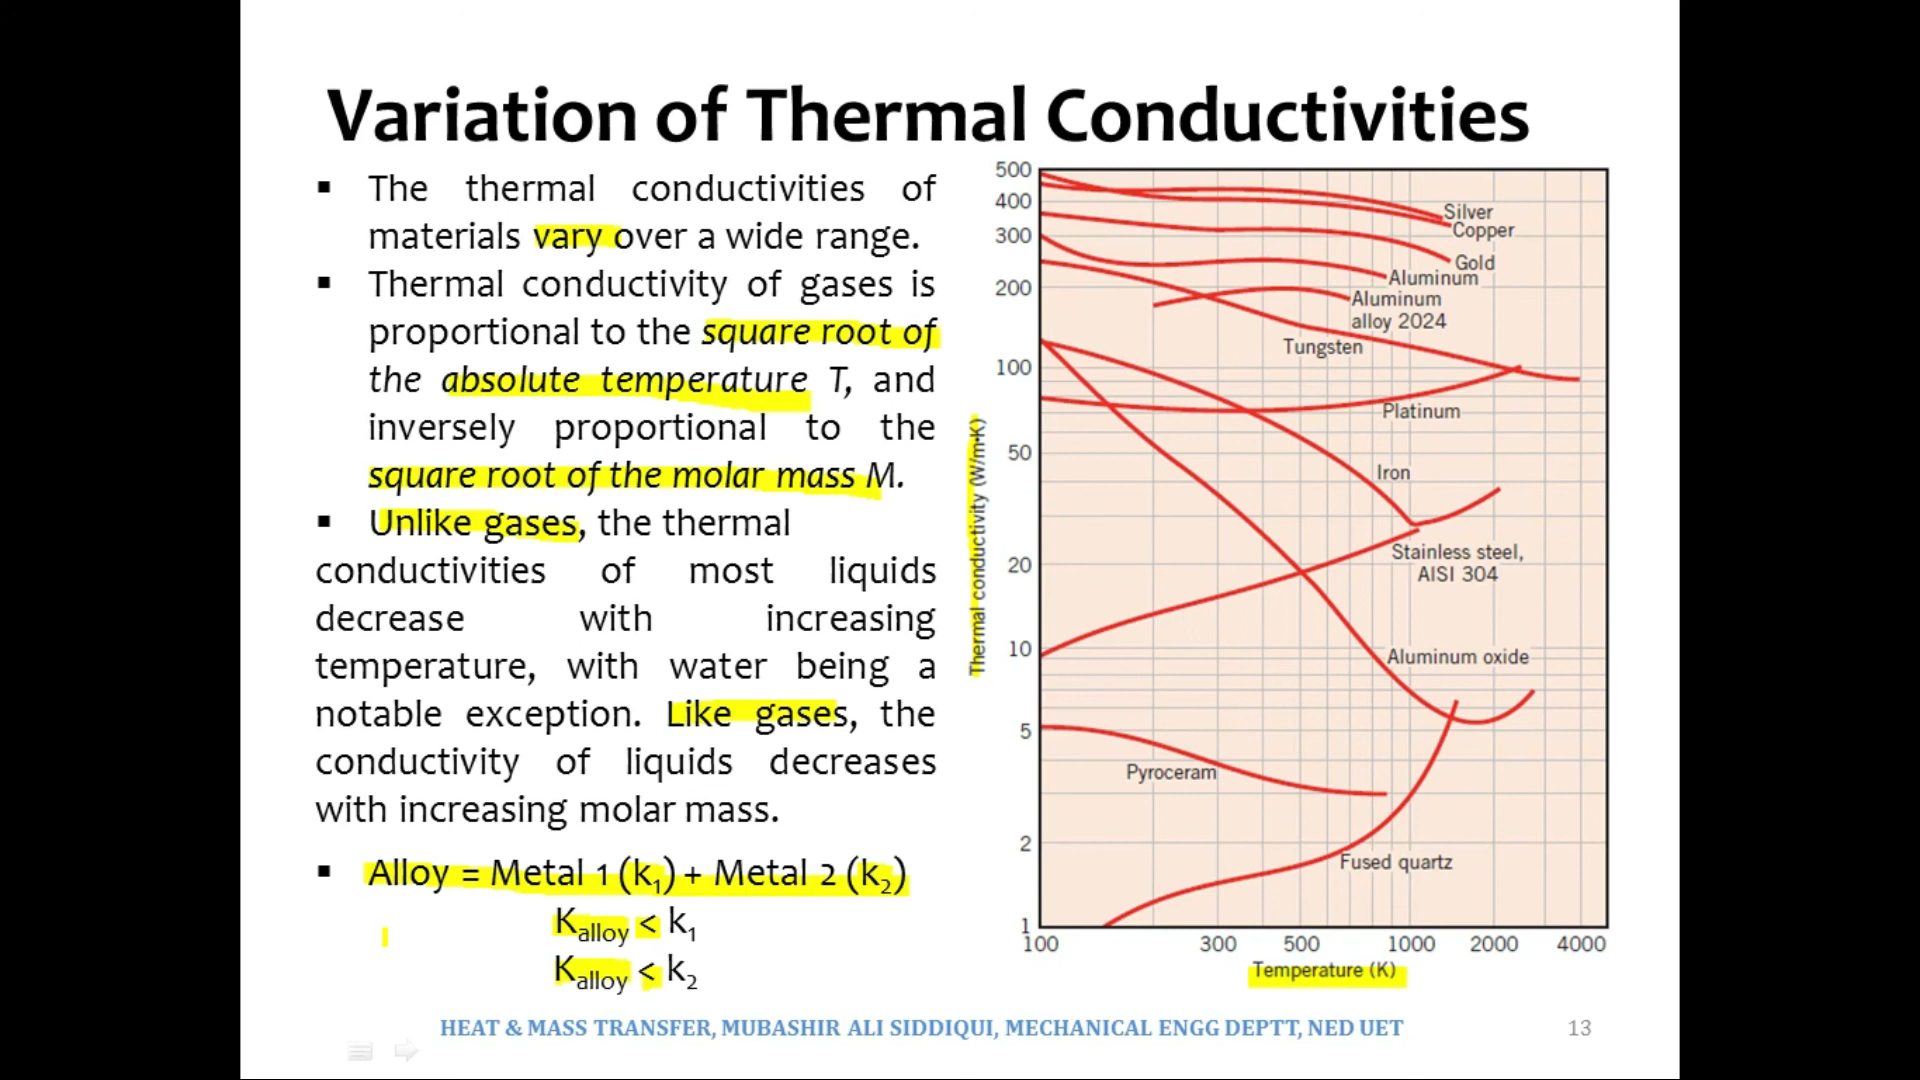 Variation of Thermal Conductivities
▪ The thermal conductivities of
materials vary over a wide range.
▪ Thermal conductivity of gases is
proportional to the square root of
the absolute temperature T, and
inversely proportional to the
square root of the molar mass M.
▪ Unlike gases, the thermal
conductivities of most liquids
decrease with increasing
temperature, with water being a
notable exception. Like gases, the
conductivity of liquids decreases
with increasing molar mass.
▪ Alloy = Metal 1 (k₁) + Metal 2 (k₂)
K alloy < k₁
K alloy < k₂
Thermal conductivity (W/m·K)
500
400
300
200
100
50
20
10
5
2
1
Silver
Copper
Gold
Aluminum
Aluminum
alloy 2024
Tungsten
Platinum
Iron
Stainless steel,
AISI 304
Aluminum oxide
Pyroceram
Fused quartz
100 300 500 1000 2000 4000
Temperature (K)
HEAT & MASS TRANSFER, MUBASHIR ALI SIDDIQUI, MECHANICAL ENGG DEPTT, NED UET 13